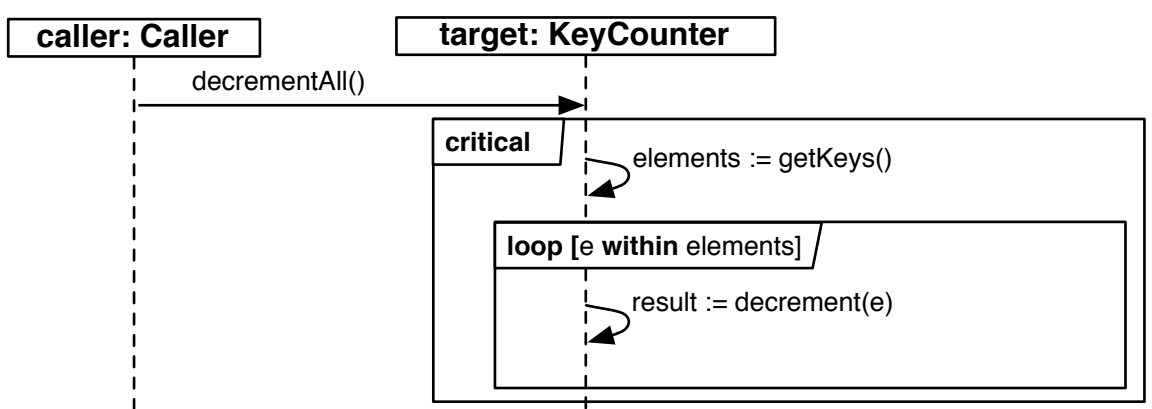 caller: Caller
target: KeyCounter
decrementAll()
critical
elements := getKeys()
loop [e within elements]
result := decrement(e)